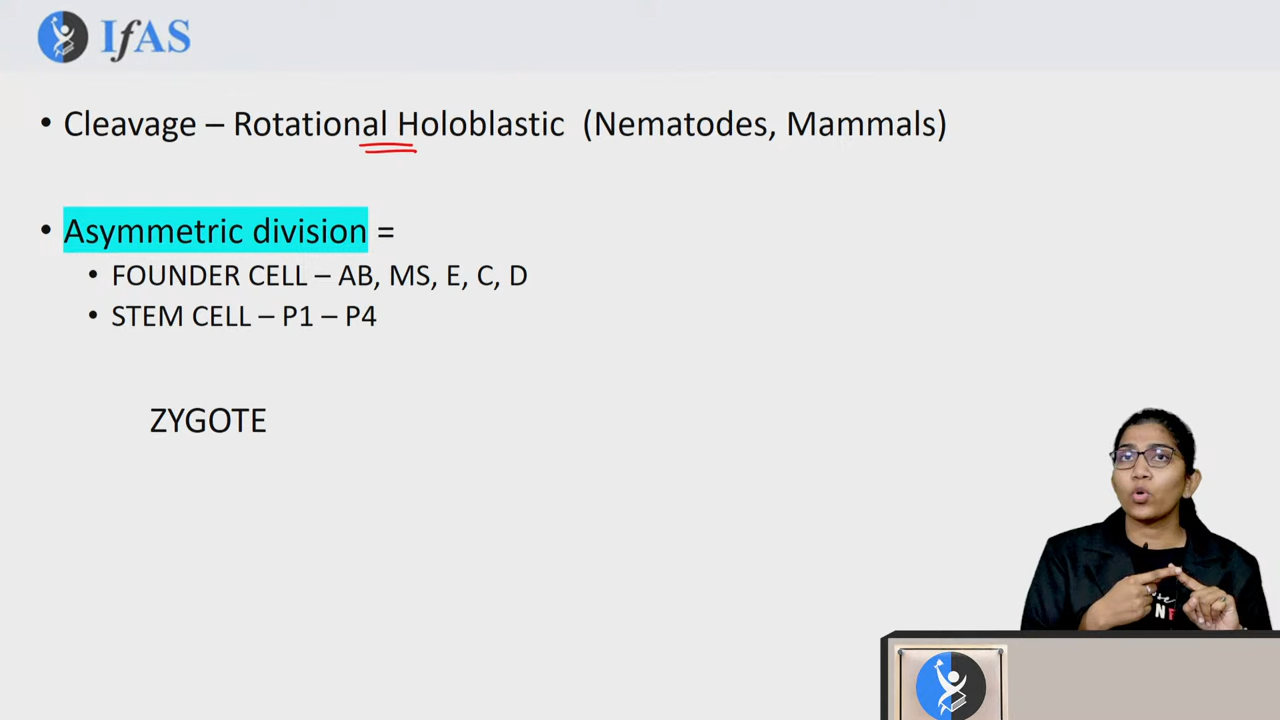 IfAS
• Cleavage – Rotational Holoblastic (Nematodes, Mammals)
• Asymmetric division =
• FOUNDER CELL – AB, MS, E, C, D
• STEM CELL – P1 – P4
ZYGOTE